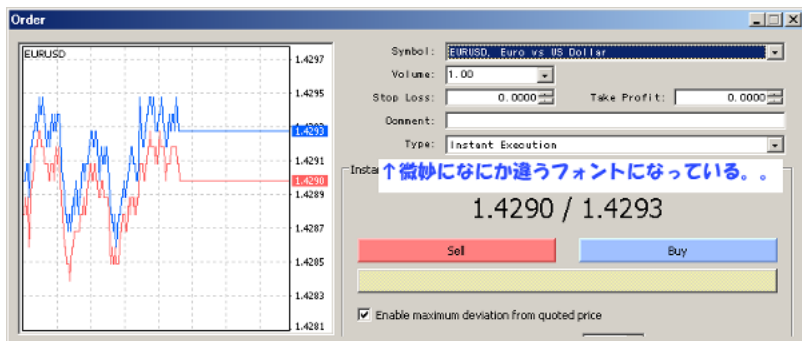 Order
EURUSD
1.4297
1.4295
1.4293
1.4291
1.4290
1.4289
1.4287
1.4285
1.4283
1.4281
Symbol: EURUSD, Euro vs US Dollar
Volume: 1.00
Stop Loss: 0.0000 Take Profit: 0.0000
Comment:
Type: Instant Execution
↑微妙になにか違うフォントになっている。。
1.4290 / 1.4293
Sell Buy
Enable maximum deviation from quoted price